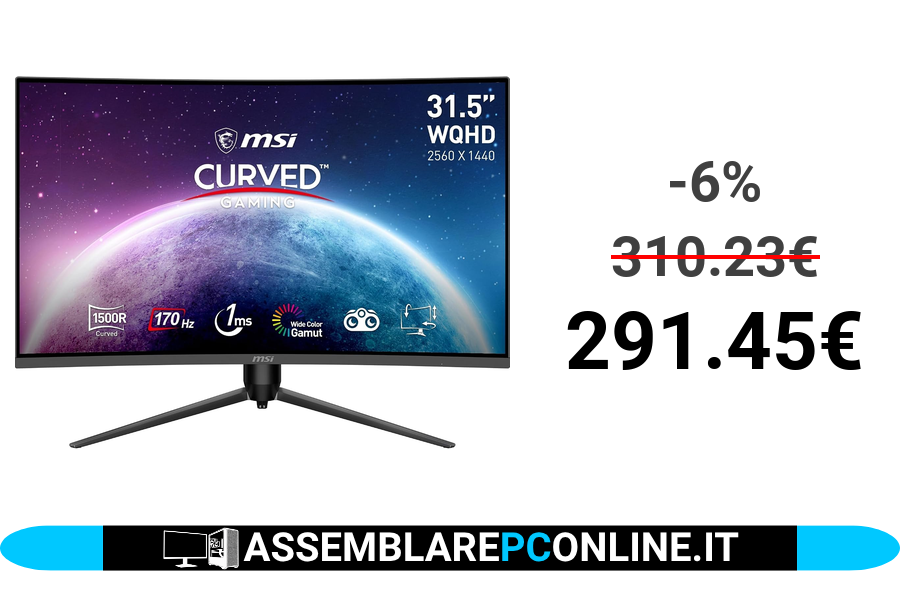 31.5”
WQHD
2560 X 1440
msi
CURVED™
GAMING
1500R
Curved
170 Hz
1ms
Wide Color
Gamut
msi
-6%
310.23€
291.45€
ASSEMBLAREPCONLINE.IT